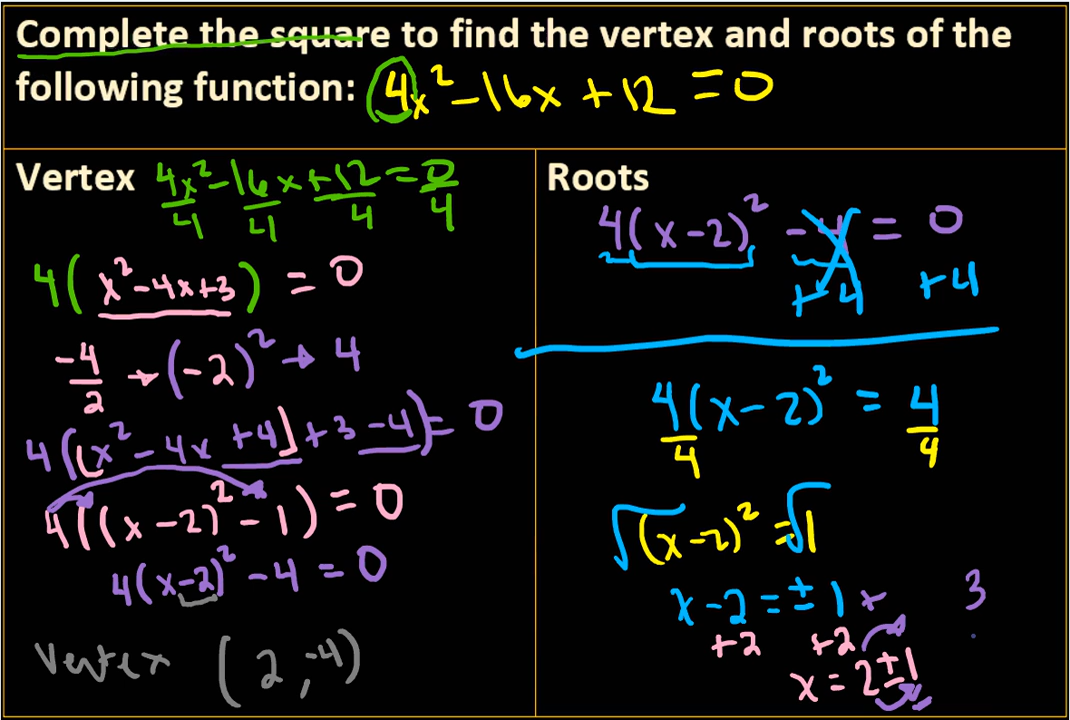 Complete the square to find the vertex and roots of the
following function: 4x² - 16x + 12 = 0
Vertex
4x²/4 - 16/4 x + 12/4 = 0/4
4(x² - 4x + 3) = 0
-4/2 → (-2)² → 4
4([x² - 4x + 4] + 3 - 4) = 0
4((x - 2)² - 1) = 0
4(x - 2)² - 4 = 0
Vertex (2, -4)
Roots
4(x - 2)² - 4 = 0
+4 +4
4(x - 2)²/4 = 4/4
√(x - 2)² = √1
x - 2 = ± 1 + 3
+2 +2
x = 2 ± 1